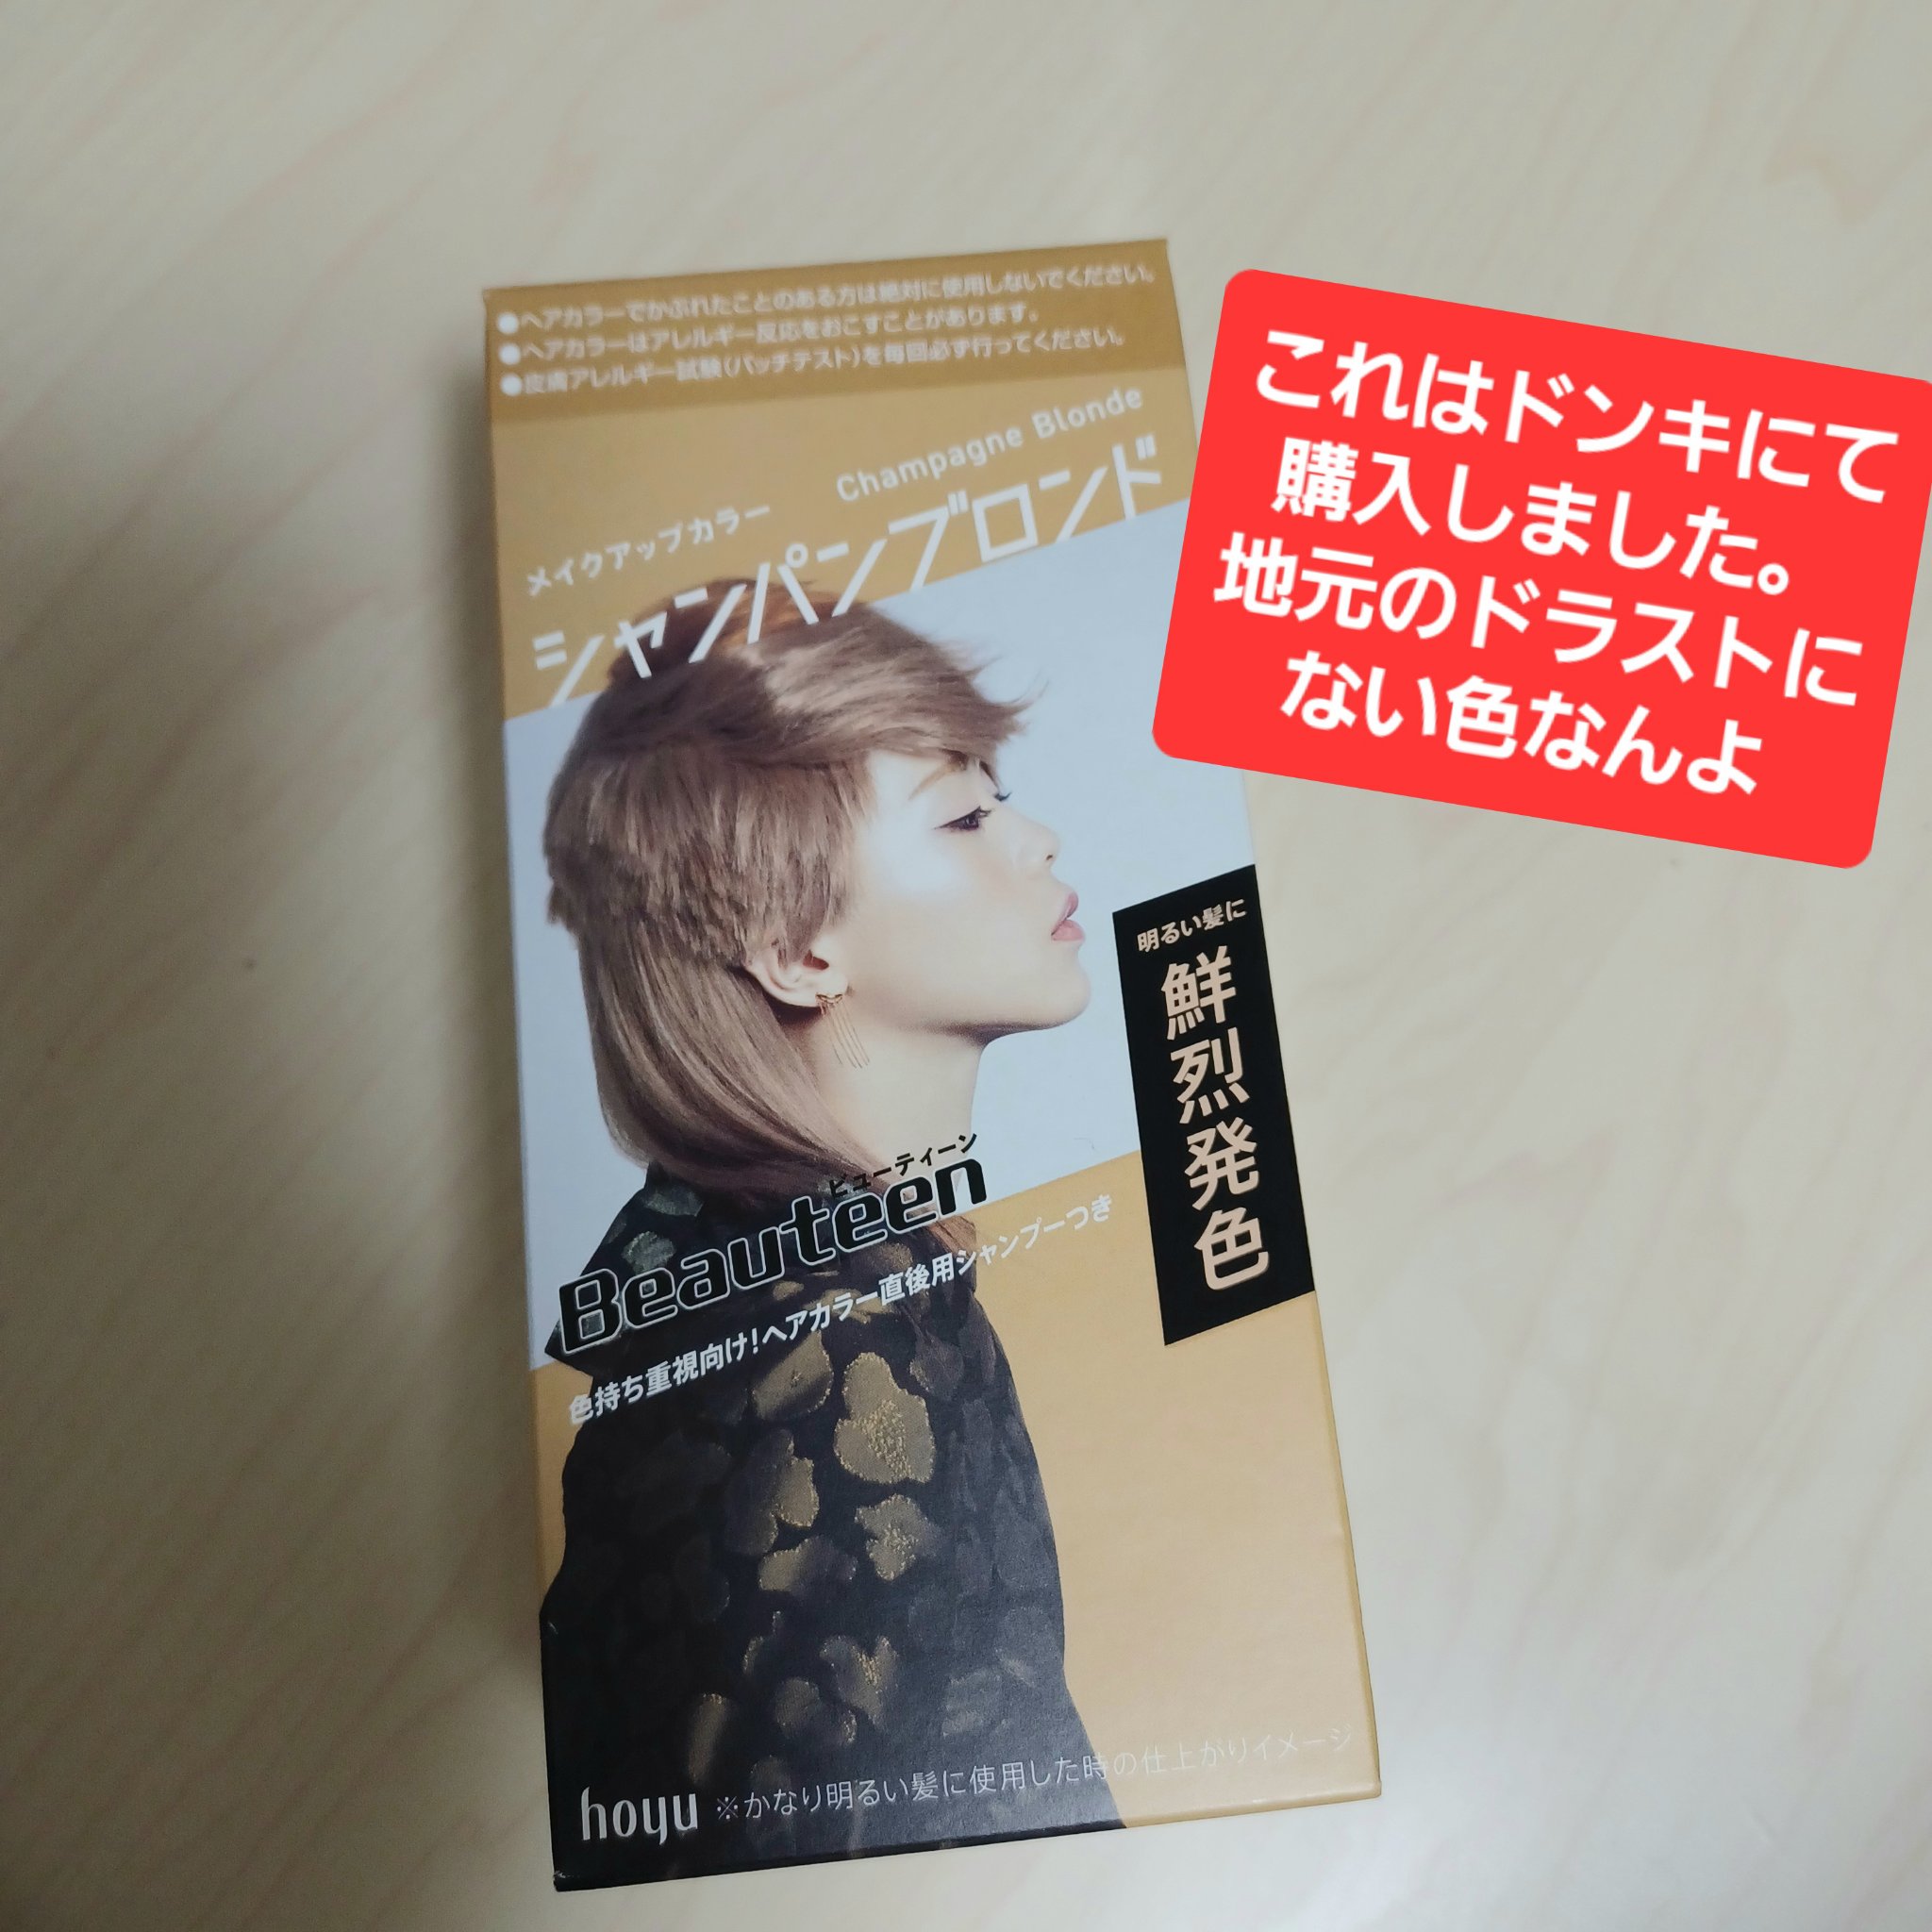 ●ヘアカラーでかぶれたことのある方は絶対に使用しないでください。
●ヘアカラーはアレルギー反応をおこすことがあります。
●皮膚アレルギー試験(パッチテスト)を毎回必ず行ってください。
メイクアップカラー
Champagne Blonde
シャンパンブロンド
これはドンキにて
購入しました。
地元のドラストに
ない色なんよ
明るい髪に
鮮烈発色
ビューティーン
Beauteen
色持ち重視向け!ヘアカラー直後用シャンプーつき
hoyu
※かなり明るい髪に使用した時の仕上がりイメージ